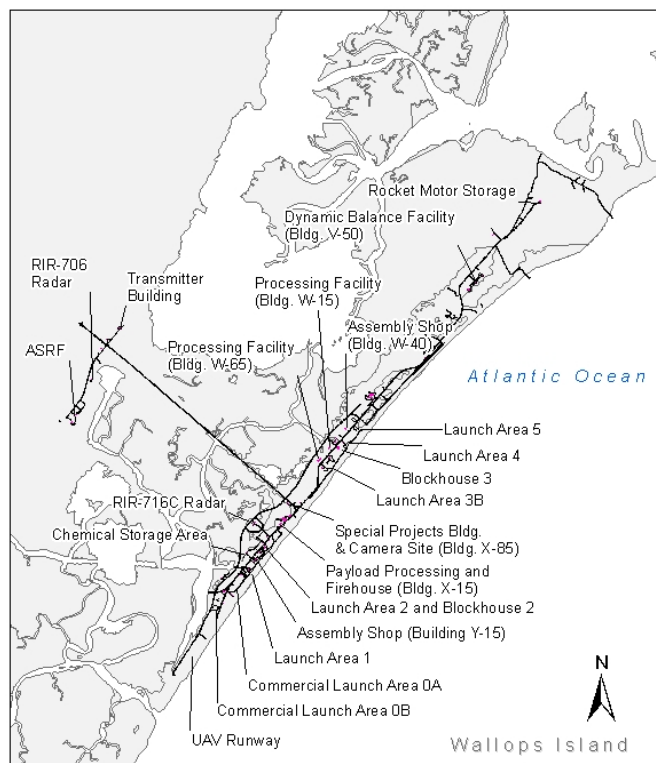 Rocket Motor Storage
Dynamic Balance Facility
(Bldg. V-50)
RIR-706
Radar
Transmitter
Building
Processing Facility
(Bldg. W-15)
Assembly Shop
(Bldg. W-40)
ASRF
Processing Facility
(Bldg. W-65)
Atlantic Ocean
Launch Area 5
Launch Area 4
Blockhouse 3
Launch Area 3B
RIR-716C Radar
Chemical Storage Area
Special Projects Bldg.
& Camera Site (Bldg. X-85)
Payload Processing and
Firehouse (Bldg. X-15)
Launch Area 2 and Blockhouse 2
Assembly Shop (Building Y-15)
Launch Area 1
Commercial Launch Area 0A
Commercial Launch Area 0B
UAV Runway
N
Wallops Island